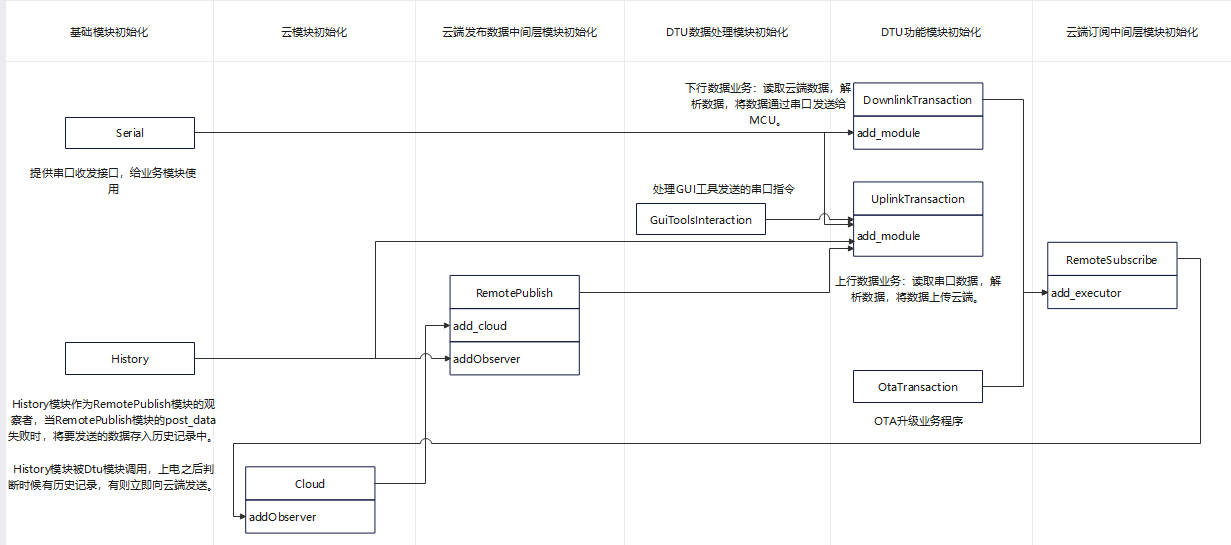 基础模块初始化
云模块初始化
云端发布数据中间层模块初始化
DTU数据处理模块初始化
DTU功能模块初始化
云端订阅中间层模块初始化
下行数据业务：读取云端数据，解
析数据，将数据通过串口发送给
MCU。
DownlinkTransaction
add_module
Serial
提供串口收发接口，给业务模块使
用
处理GUI工具发送的串口指令
GuiToolsInteraction
UplinkTransaction
add_module
上行数据业务：读取串口数据，解
析数据，将数据上传云端。
RemoteSubscribe
add_executor
RemotePublish
add_cloud
addObserver
History
History模块作为RemotePublish模块的观
察者，当RemotePublish模块的post_data
失败时，将要发送的数据存入历史记录中。
History模块被Dtu模块调用，上电之后判
断时候有历史记录，有则立即向云端发送。
OtaTransaction
OTA升级业务程序
Cloud
addObserver